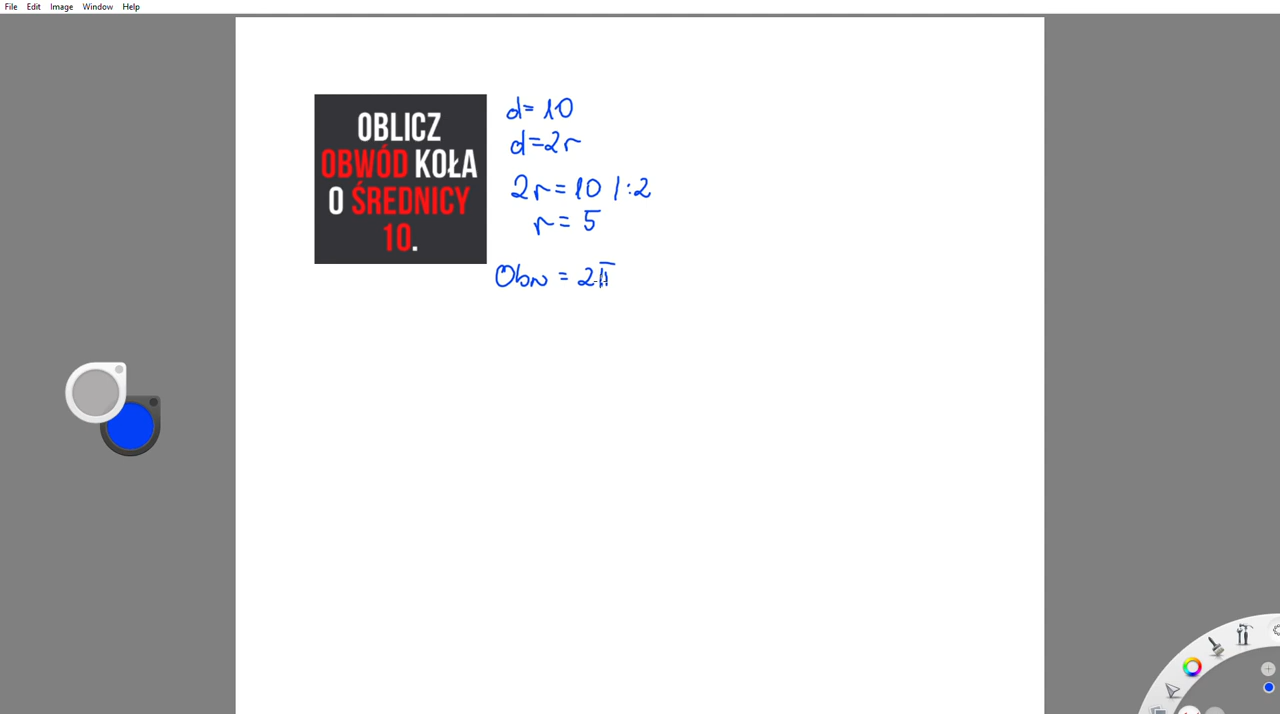 File Edit Image Window Help
OBLICZ
OBWÓD KOŁA
O ŚREDNICY
10.
d=10
d=2r
2r=10 /:2
r=5
Obw = 2π